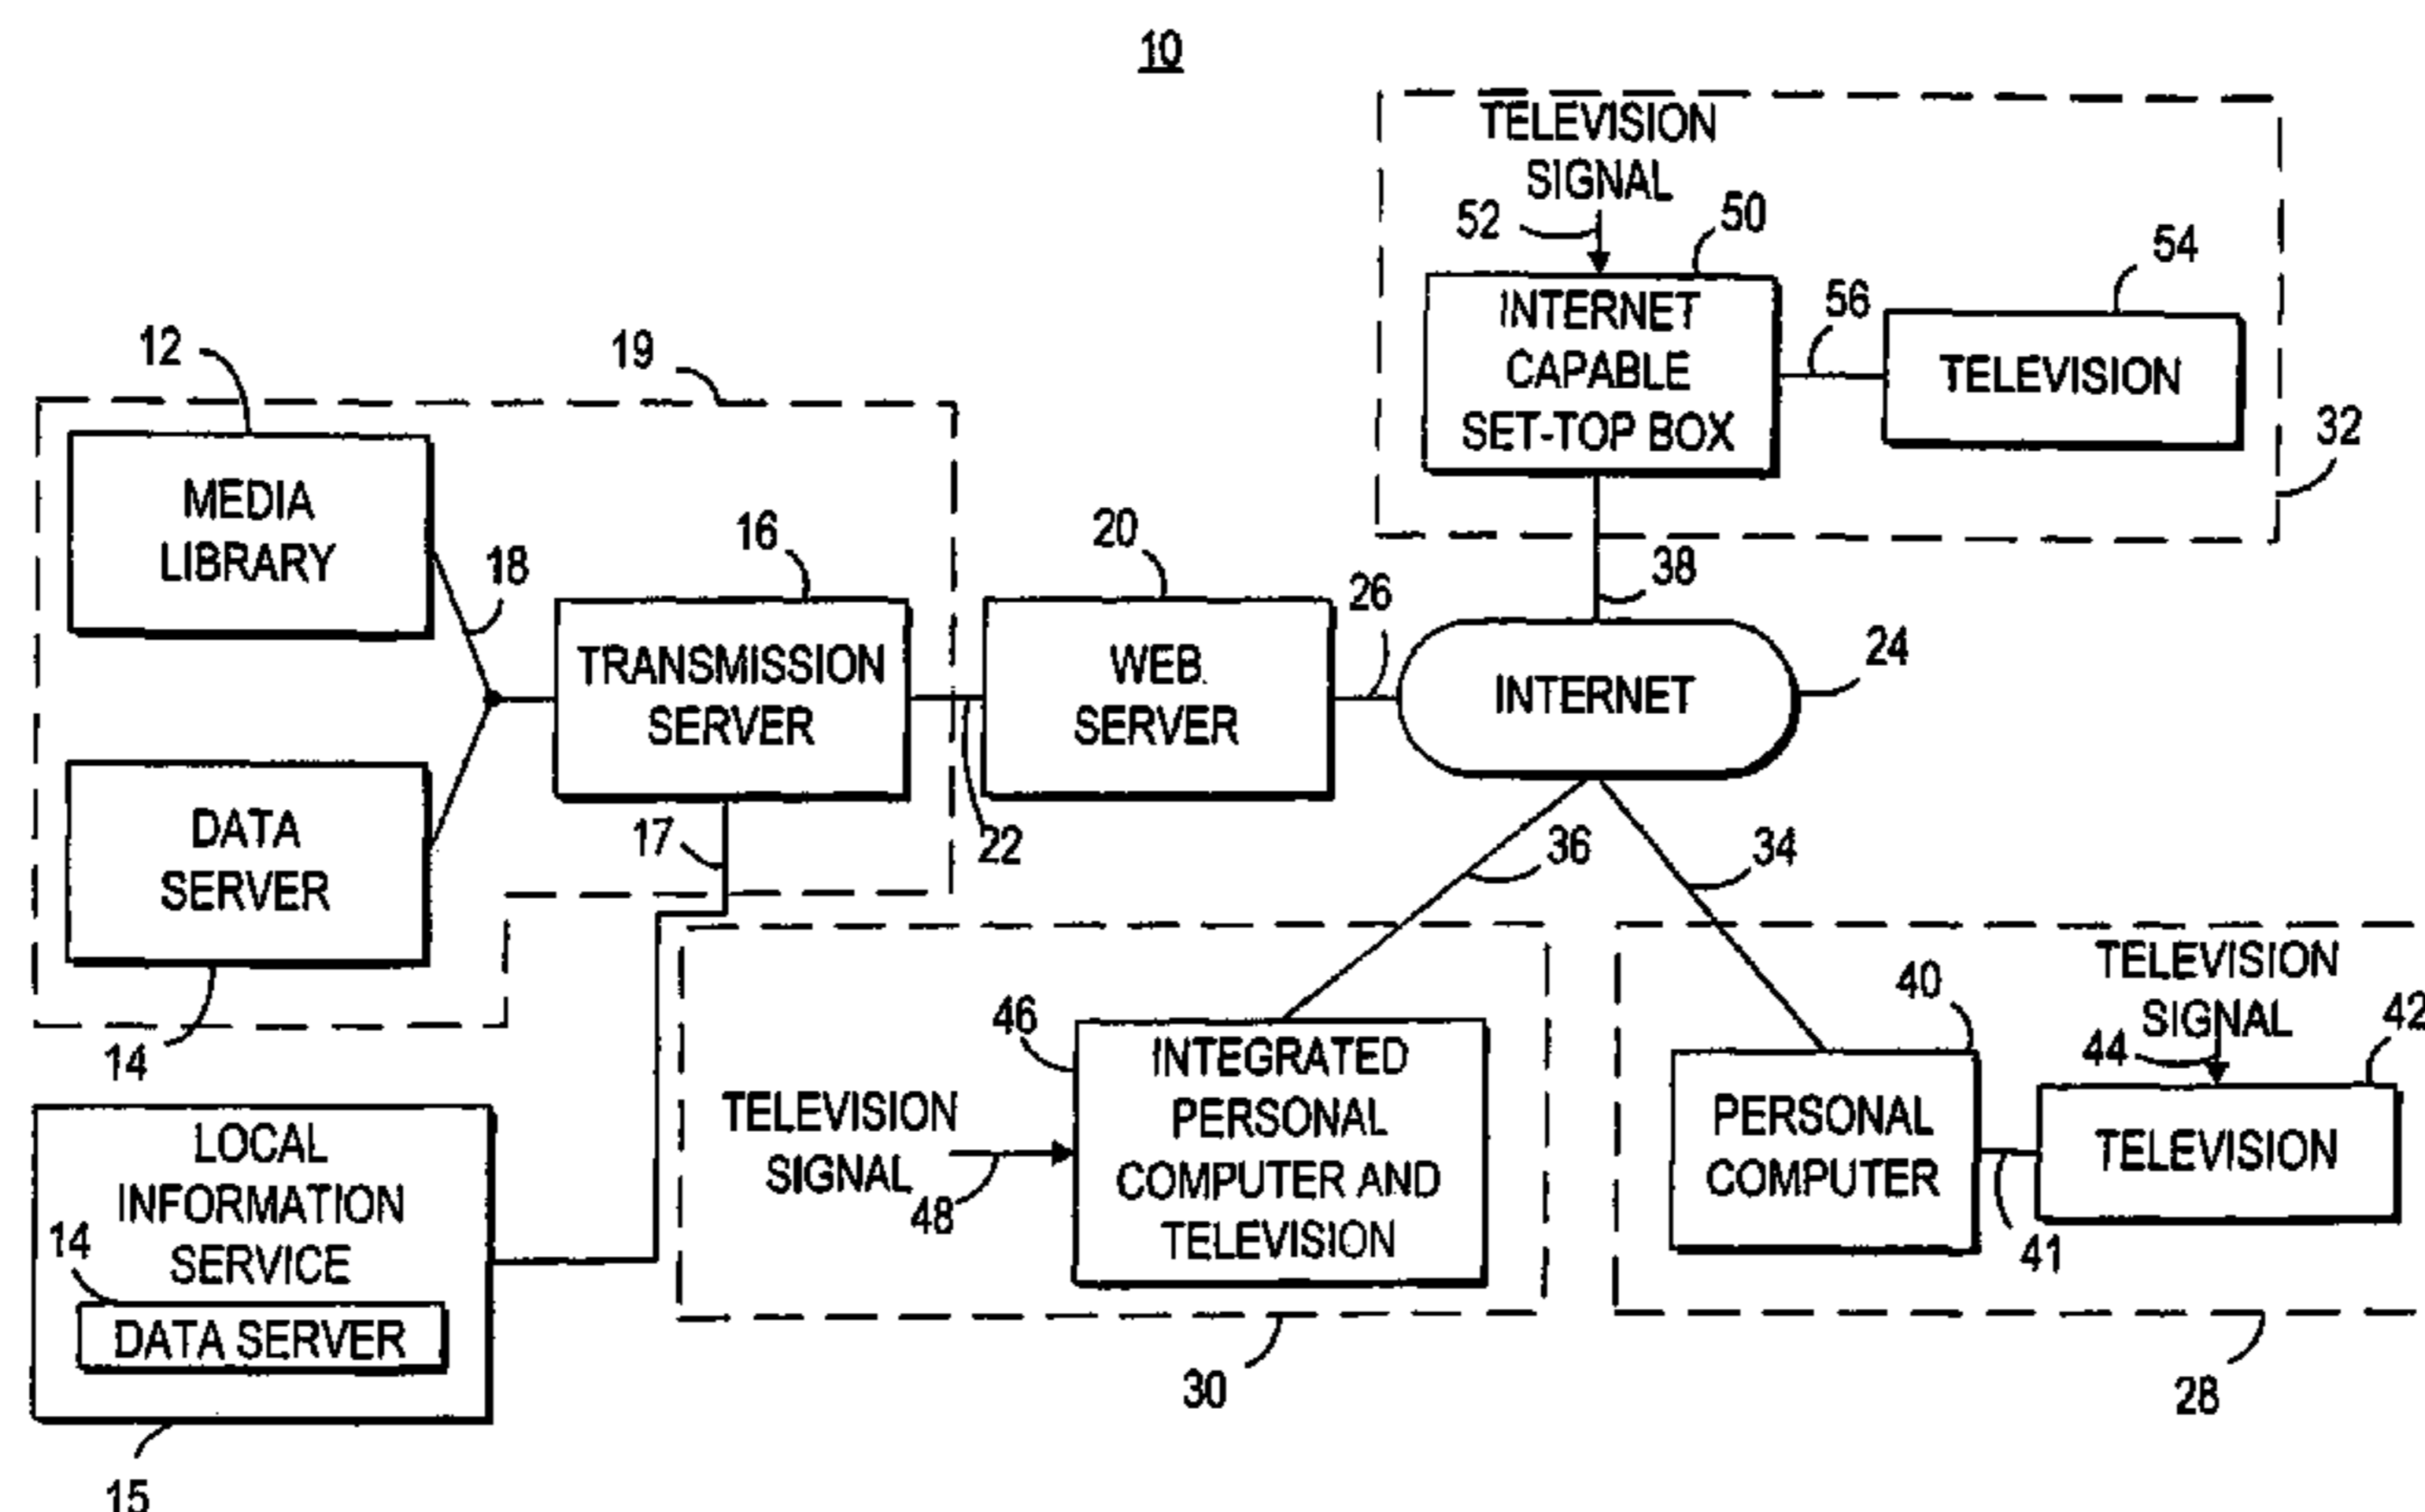 10
TELEVISION
SIGNAL
52
50
54
INTERNET
CAPABLE
SET-TOP BOX
56
TELEVISION
32
12
19
MEDIA
LIBRARY
18
16
20
26
38
TRANSMISSION
SERVER
WEB
SERVER
INTERNET
24
DATA
SERVER
17
22
36
34
14
LOCAL
INFORMATION
SERVICE
14
DATA SERVER
15
46
TELEVISION
SIGNAL
48
INTEGRATED
PERSONAL
COMPUTER AND
TELEVISION
30
40
TELEVISION
SIGNAL
44
42
PERSONAL
COMPUTER
TELEVISION
41
28